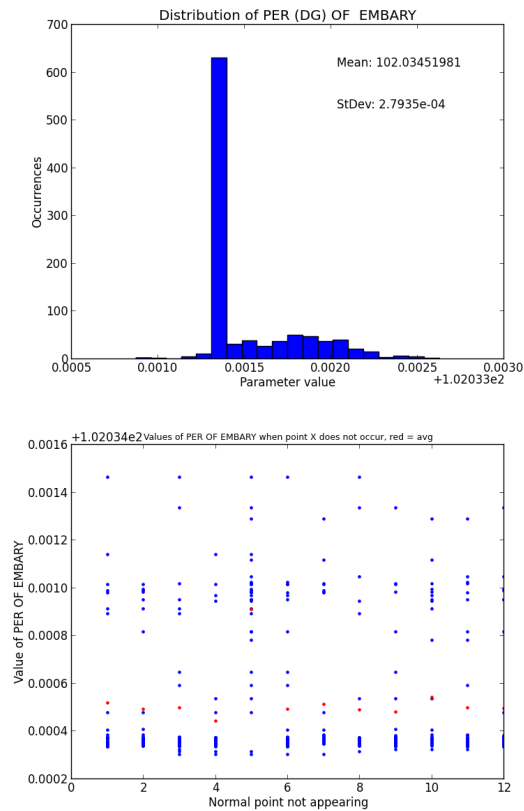 Distribution of PER (DG) OF  EMBARY
700
600
500
400
300
200
100
0
Occurrences
Mean: 102.03451981
StDev: 2.7935e-04
0.0005 0.0010 0.0015 0.0020 0.0025 0.0030
+1.02033e2
Parameter value
+1.02034e2
Values of PER OF EMBARY when point X does not occur, red = avg
0.0016
0.0014
0.0012
0.0010
0.0008
0.0006
0.0004
0.0002
Value of PER OF EMBARY
0 2 4 6 8 10 12
Normal point not appearing